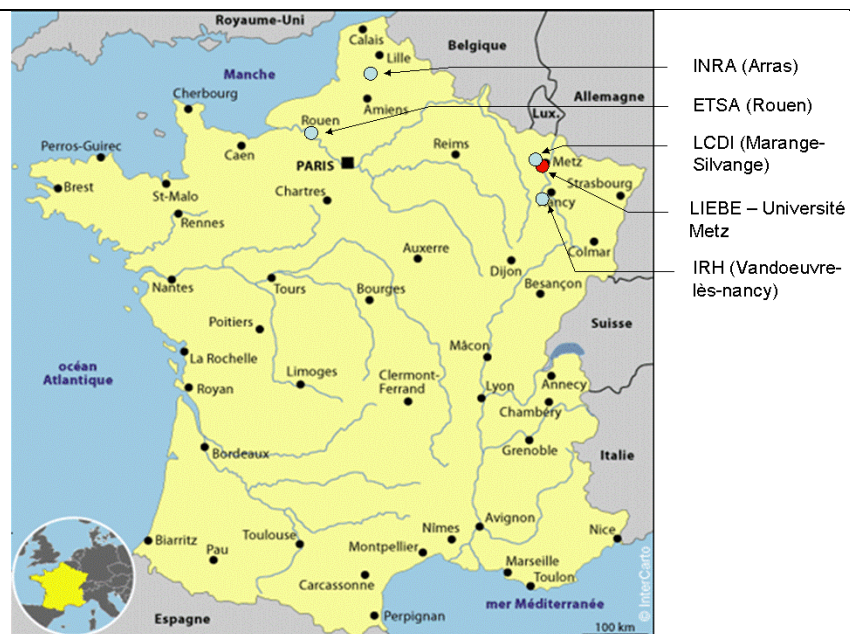 Royaume-Uni
Calais
Lille
Belgique
INRA (Arras)
Manche
Allemagne
Cherbourg
Amiens
ETSA (Rouen)
Rouen
Lux.
Perros-Guirec
Caen
Reims
Metz
LCDI (Marange-
Silvange)
PARIS
Strasbourg
Brest
St-Malo
Chartres
Nancy
LIEBE – Université
Metz
Rennes
Auxerre
Colmar
Dijon
IRH (Vandoeuvre-
lès-nancy)
Nantes
Tours
Bourges
Besançon
Poitiers
Suisse
océan
Atlantique
La Rochelle
Mâcon
Limoges
Clermont-
Ferrand
Royan
Lyon
Annecy
Chambéry
Bordeaux
Grenoble
Italie
Avignon
Biarritz
Toulouse
Nîmes
Nice
Pau
Montpellier
Marseille
Carcassonne
Toulon
mer Méditerranée
Espagne
Perpignan
100 km
© InterCarto